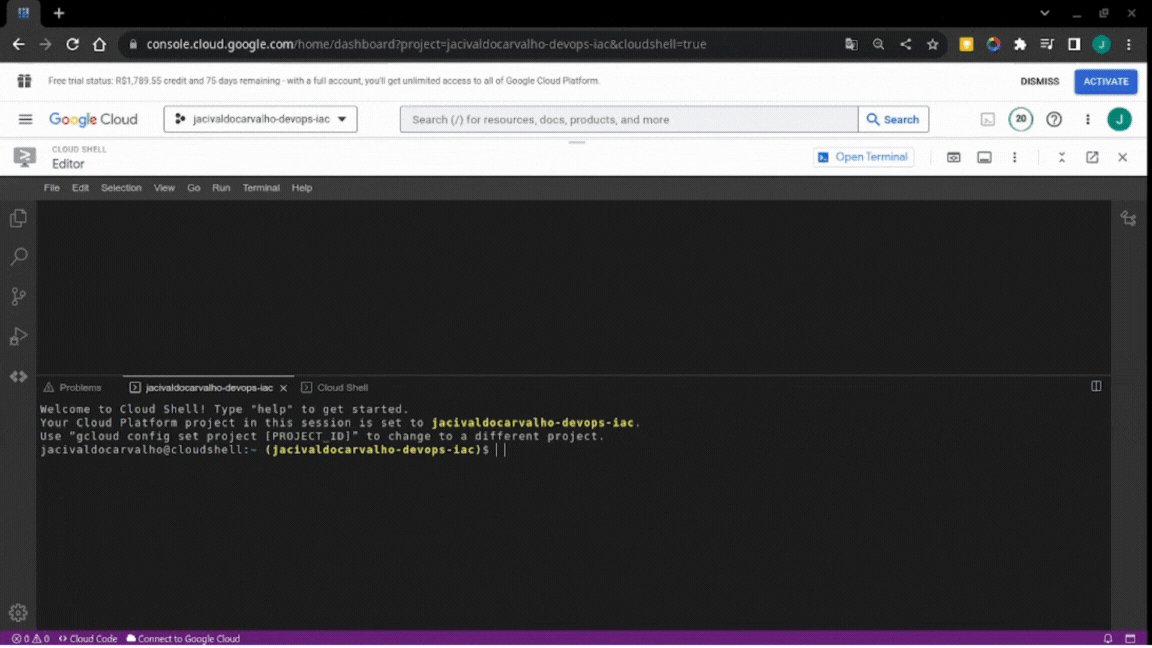 console.cloud.google.com/home/dashboard?project=jacivaldocarvalho-devops-iac&cloudshell=true
J
Free trial status: R$1,789.55 credit and 75 days remaining - with a full account, you'll get unlimited access to all of Google Cloud Platform.
DISMISS
ACTIVATE
Google Cloud
jacivaldocarvalho-devops-iac
Search (/) for resources, docs, products, and more
Search
20
J
CLOUD SHELL
Editor
Open Terminal
File Edit Selection View Go Run Terminal Help
Problems
jacivaldocarvalho-devops-iac
Cloud Shell
Welcome to Cloud Shell! Type "help" to get started.
Your Cloud Platform project in this session is set to jacivaldocarvalho-devops-iac.
Use "gcloud config set project [PROJECT_ID]" to change to a different project.
jacivaldocarvalho@cloudshell:~ (jacivaldocarvalho-devops-iac)$
0 0 Cloud Code Connect to Google Cloud